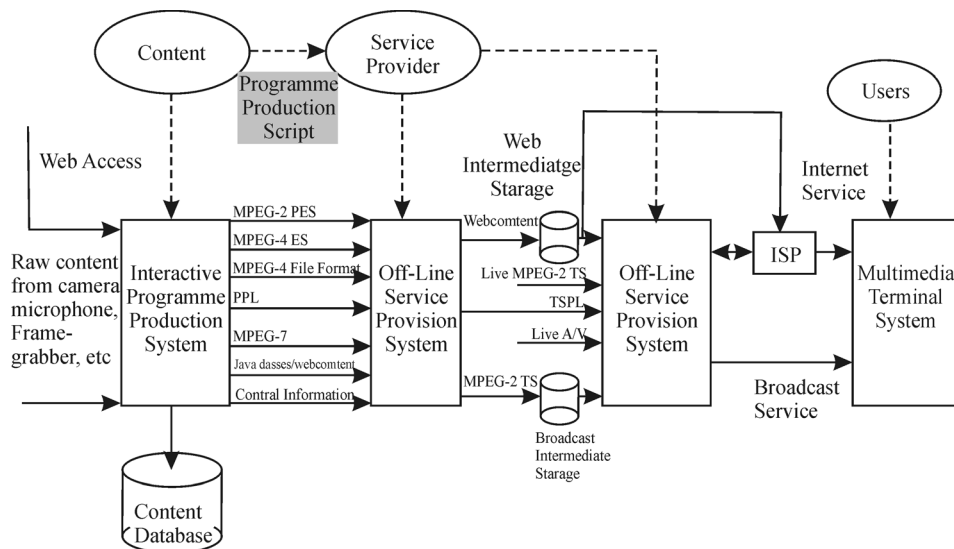 Content
Service
Provider
Programme
Production
Script
Users
Web Access
Web
Intermediatge
Starage
Internet
Service
MPEG-2 PES
MPEG-4 ES
MPEG-4 File Format
PPL
MPEG-7
Java dasses/webcomtent
Contral Information
Webcomtent
Raw content
from camera
microphone,
Frame-
grabber, etc
Interactive
Programme
Production
System
Off-Line
Service
Provision
System
Live MPEG-2 TS
TSPL
Live A/V
MPEG-2 TS
Off-Line
Service
Provision
System
ISP
Multimedia
Terminal
System
Broadcast
Service
Broadcast
Intermediate
Starage
Content
Database